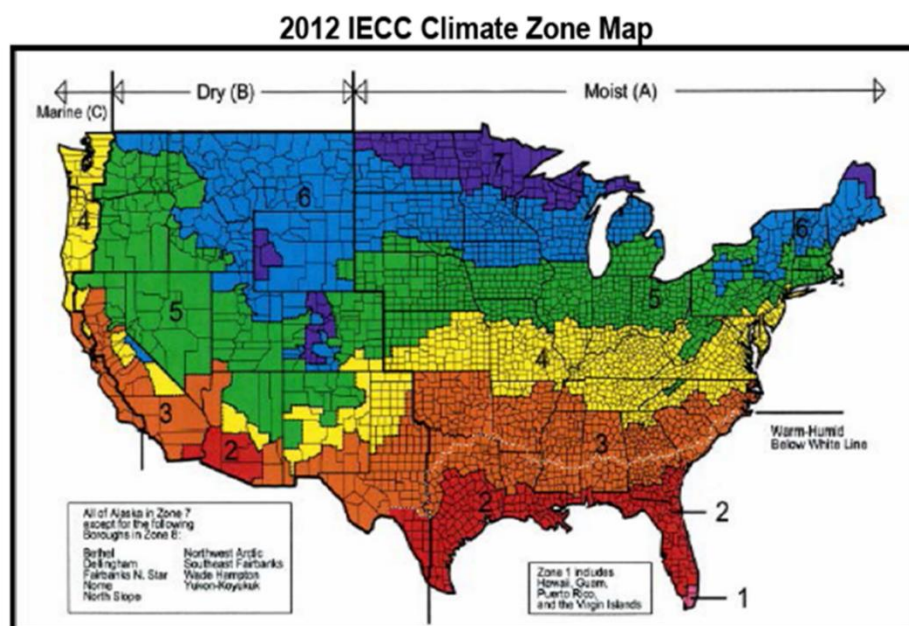 2012 IECC Climate Zone Map
Marine (C)
Dry (B)
Moist (A)
7
6
6
4
5
5
4
3
3
2
2
2
1
Warm-Humid
Below White Line
All of Alaska in Zone 7
except for the following
Boroughs in Zone 8:
Bethel
Dellingham
Fairbanks N. Star
Nome
North Slope
Northwest Arctic
Southeast Fairbanks
Wade Hampton
Yukon-Koyukuk
Zone 1 includes
Hawaii, Guam,
Puerto Rico,
and the Virgin Islands